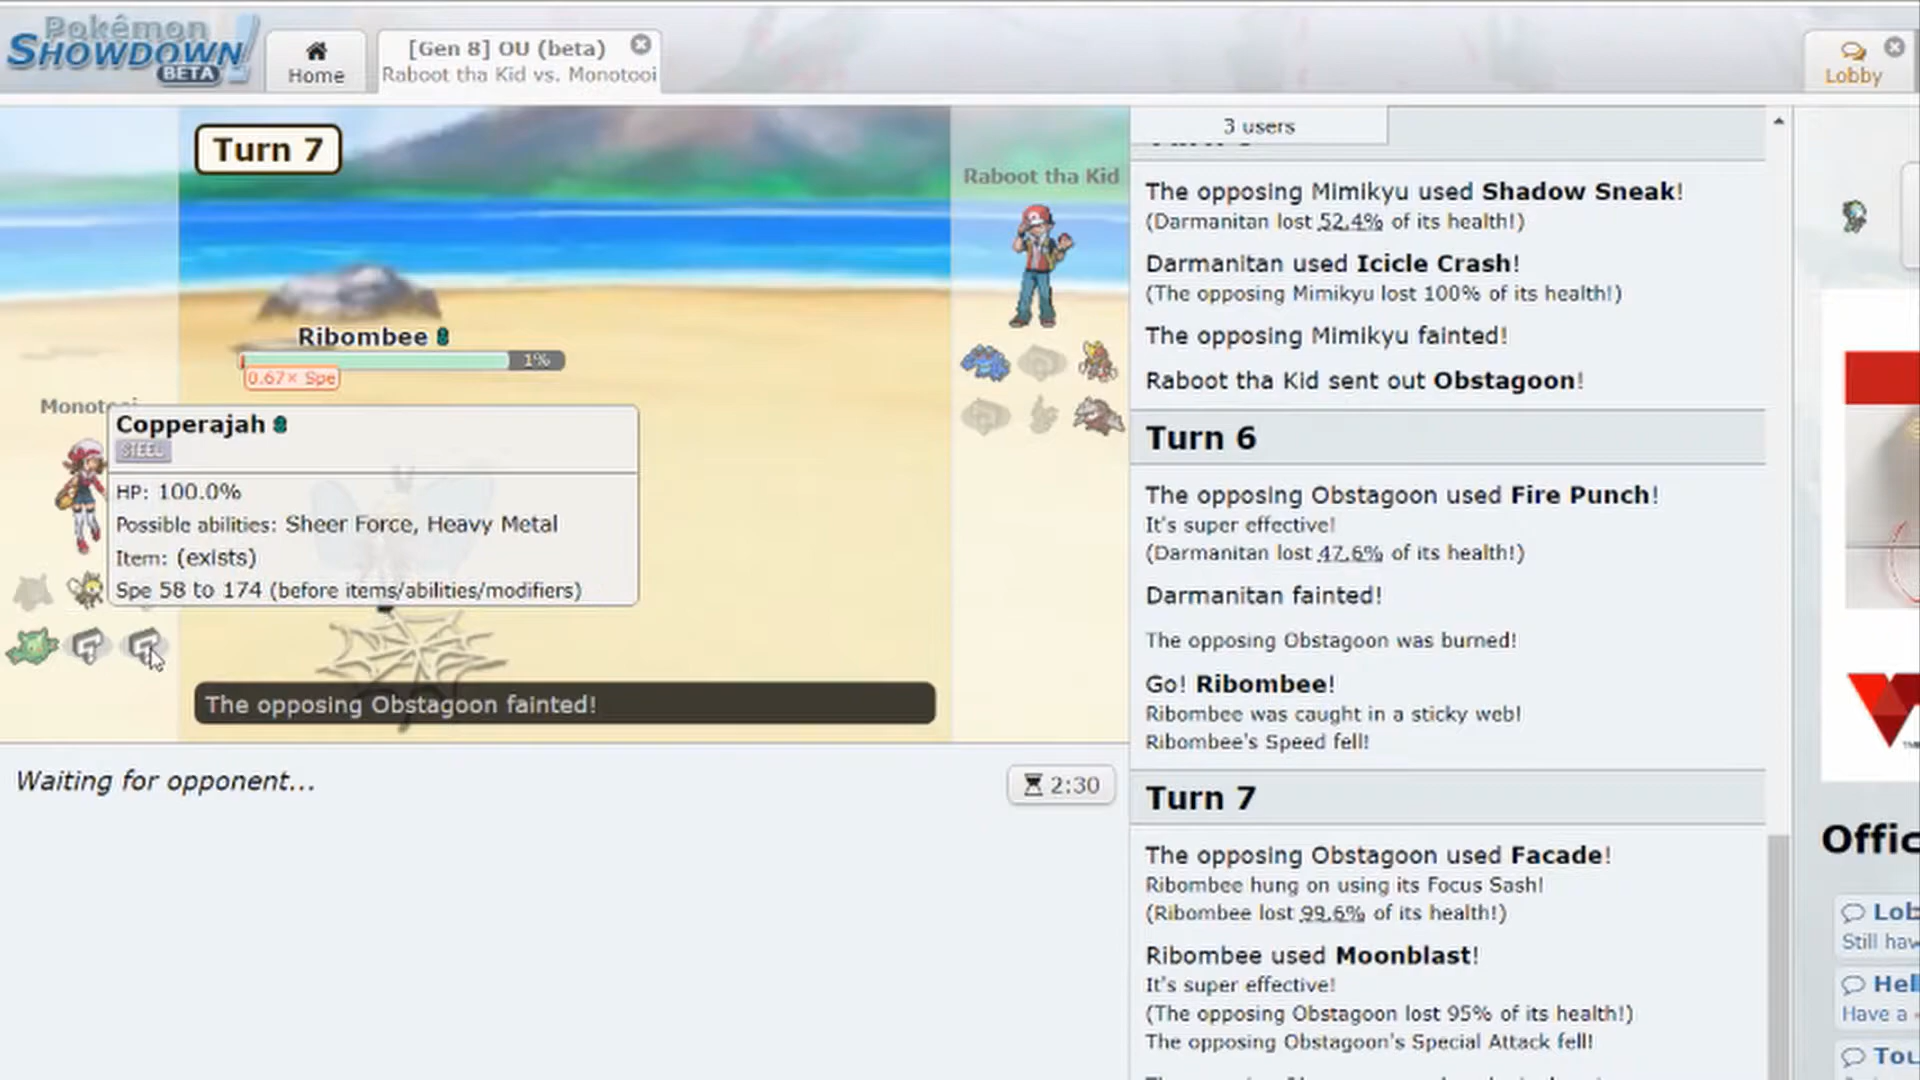 Pokémon
SHOWDOWN!
BETA
Home
[Gen 8] OU (beta)
Raboot tha Kid vs. Monotooi
Lobby
Turn 7
Raboot tha Kid
Ribombee
1%
0.67× Spe
Copperajah
STEEL
HP: 100.0%
Possible abilities: Sheer Force, Heavy Metal
Item: (exists)
Spe 58 to 174 (before items/abilities/modifiers)
The opposing Obstagoon fainted!
Waiting for opponent...
2:30
3 users
The opposing Mimikyu used Shadow Sneak!
(Darmanitan lost 52.4% of its health!)
Darmanitan used Icicle Crash!
(The opposing Mimikyu lost 100% of its health!)
The opposing Mimikyu fainted!
Raboot tha Kid sent out Obstagoon!
Turn 6
The opposing Obstagoon used Fire Punch!
It's super effective!
(Darmanitan lost 47.6% of its health!)
Darmanitan fainted!
The opposing Obstagoon was burned!
Go! Ribombee!
Ribombee was caught in a sticky web!
Ribombee's Speed fell!
Turn 7
The opposing Obstagoon used Facade!
Ribombee hung on using its Focus Sash!
(Ribombee lost 99.6% of its health!)
Ribombee used Moonblast!
It's super effective!
(The opposing Obstagoon lost 95% of its health!)
The opposing Obstagoon's Special Attack fell!
Offic
Lob
Still hav
Hel
Have a
Tou